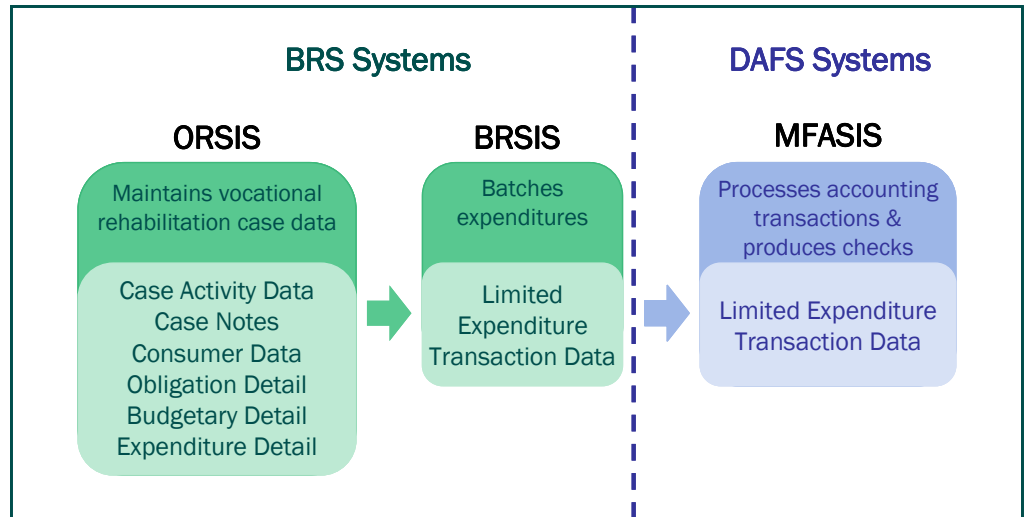 BRS Systems
DAFS Systems
ORSIS
Maintains vocational
rehabilitation case data
Case Activity Data
Case Notes
Consumer Data
Obligation Detail
Budgetary Detail
Expenditure Detail
BRSIS
Batches
expenditures
Limited
Expenditure
Transaction Data
MFASIS
Processes accounting
transactions &
produces checks
Limited Expenditure
Transaction Data